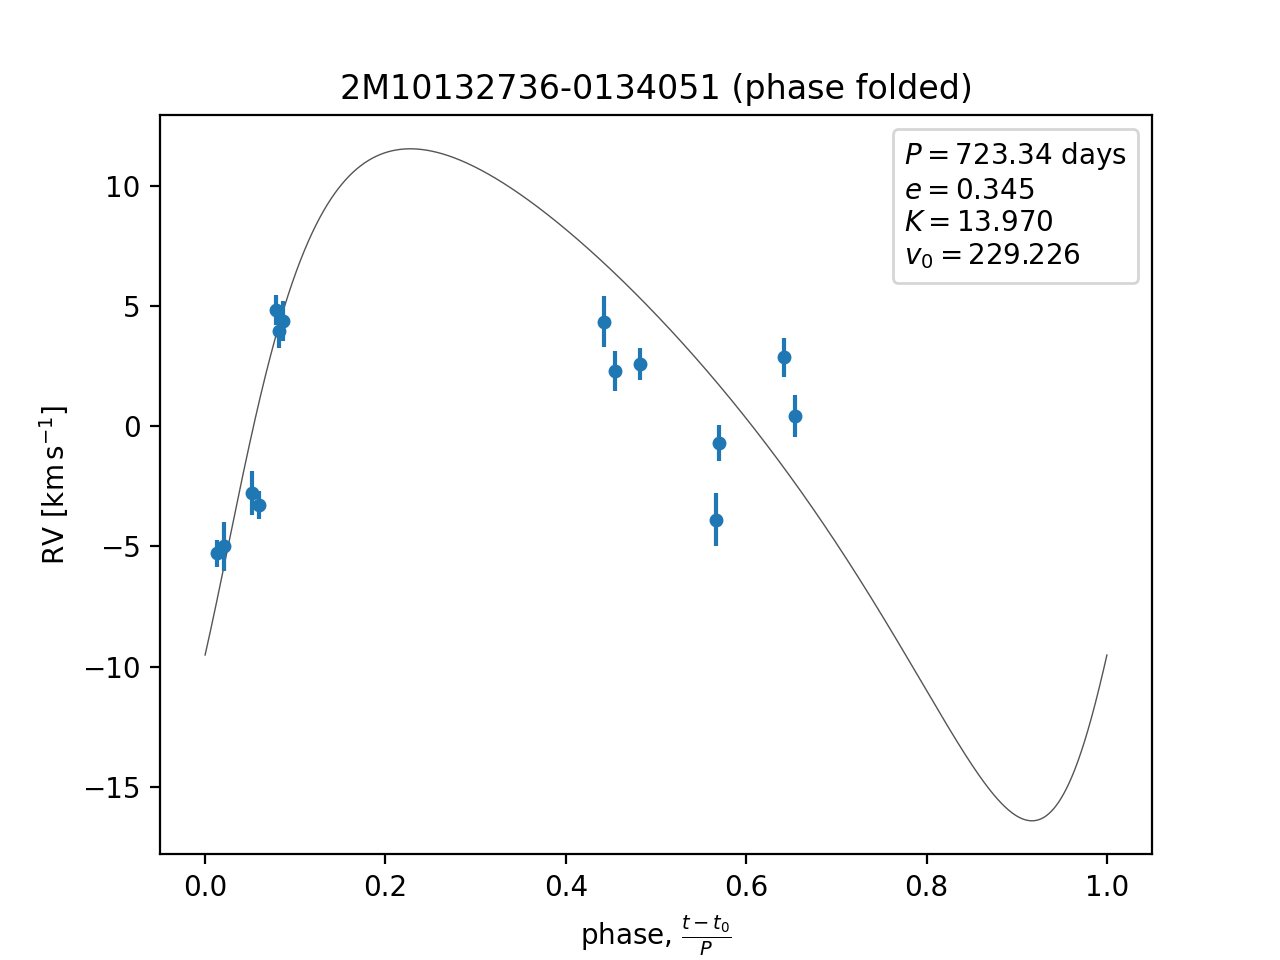 2M10132736-0134051 (phase folded)
P = 723.34 days
e = 0.345
K = 13.970
v₀ = 229.226
RV [km s⁻¹]
10
5
0
−5
−10
−15
0.0 0.2 0.4 0.6 0.8 1.0
phase, (t − t₀)/P